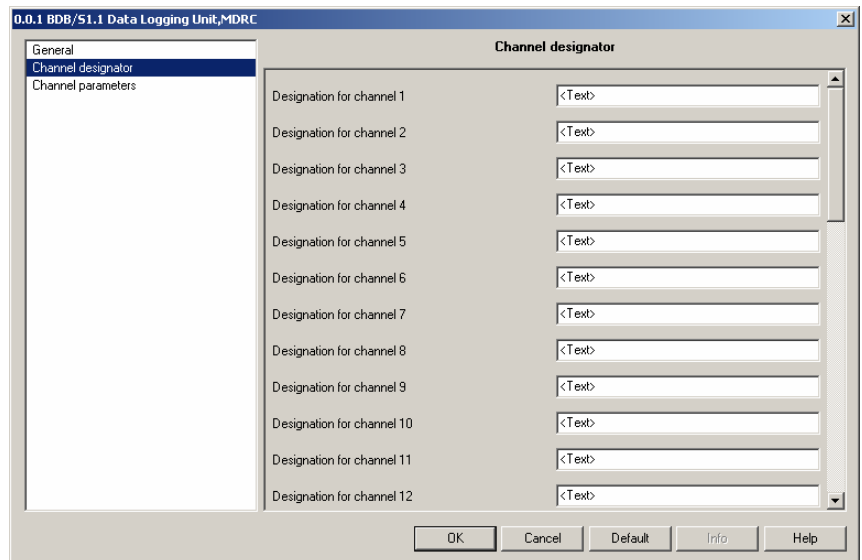 0.0.1 BDB/S1.1 Data Logging Unit,MDRC
General
Channel designator
Channel parameters
Channel designator
Designation for channel 1 <Text>
Designation for channel 2 <Text>
Designation for channel 3 <Text>
Designation for channel 4 <Text>
Designation for channel 5 <Text>
Designation for channel 6 <Text>
Designation for channel 7 <Text>
Designation for channel 8 <Text>
Designation for channel 9 <Text>
Designation for channel 10 <Text>
Designation for channel 11 <Text>
Designation for channel 12 <Text>
OK Cancel Default Info Help